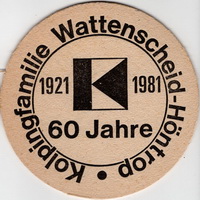 Kolpingfamilie Wattenscheid-Höntrop •
1921 K 1981
60 Jahre